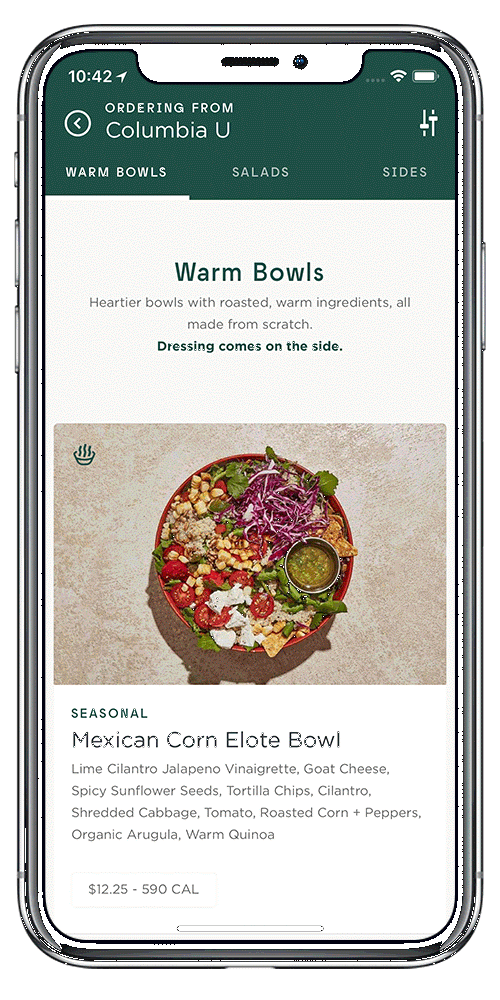 10:42
ORDERING FROM
Columbia U
WARM BOWLS SALADS SIDES
Warm Bowls
Heartier bowls with roasted, warm ingredients, all
made from scratch.
Dressing comes on the side.
SEASONAL
Mexican Corn Elote Bowl
Lime Cilantro Jalapeno Vinaigrette, Goat Cheese,
Spicy Sunflower Seeds, Tortilla Chips, Cilantro,
Shredded Cabbage, Tomato, Roasted Corn + Peppers,
Organic Arugula, Warm Quinoa
$12.25 - 590 CAL